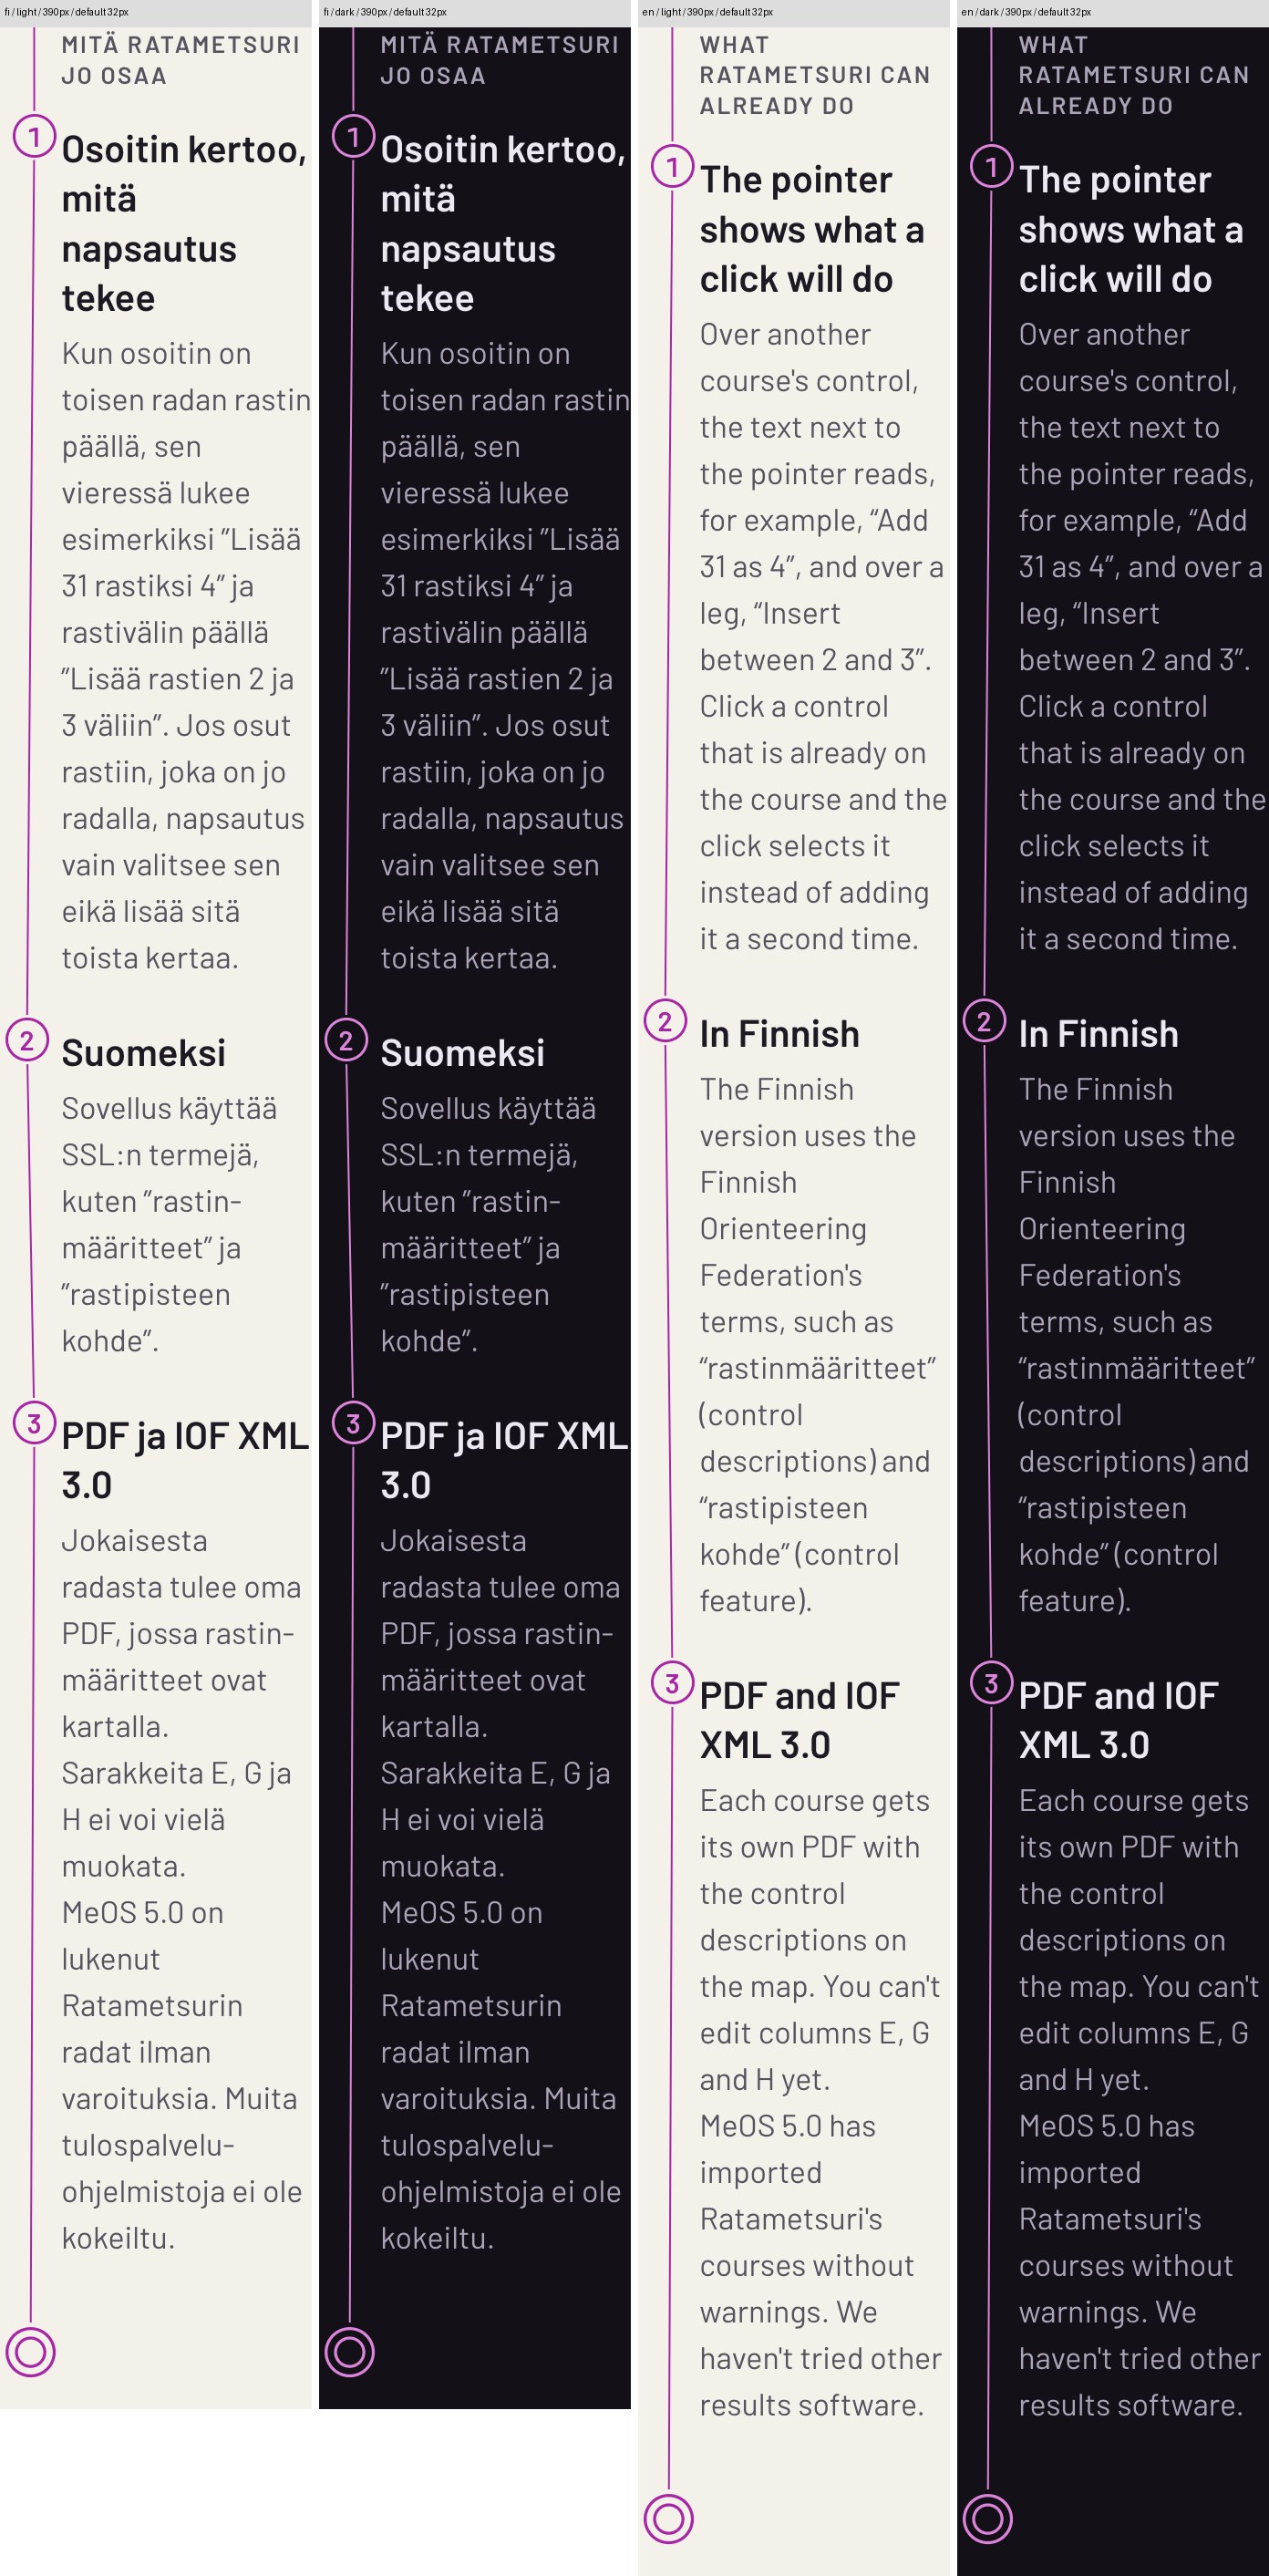 fi / light / 390px / default 32px
MITÄ RATAMETSURI
JO OSAA
1
Osoitin kertoo,
mitä
napsautus
tekee
Kun osoitin on
toisen radan rastin
päällä, sen
vieressä lukee
esimerkiksi ”Lisää
31 rastiksi 4” ja
rastivälin päällä
”Lisää rastien 2 ja
3 väliin”. Jos osut
rastiin, joka on jo
radalla, napsautus
vain valitsee sen
eikä lisää sitä
toista kertaa.
2
Suomeksi
Sovellus käyttää
SSL:n termejä,
kuten ”rastin-
määritteet” ja
”rastipisteen
kohde”.
3
PDF ja IOF XML
3.0
Jokaisesta
radasta tulee oma
PDF, jossa rastin-
määritteet ovat
kartalla.
Sarakkeita E, G ja
H ei voi vielä
muokata.
MeOS 5.0 on
lukenut
Ratametsurin
radat ilman
varoituksia. Muita
tulospalvelu-
ohjelmistoja ei ole
kokeiltu.
fi / dark / 390px / default 32px
MITÄ RATAMETSURI
JO OSAA
1
Osoitin kertoo,
mitä
napsautus
tekee
Kun osoitin on
toisen radan rastin
päällä, sen
vieressä lukee
esimerkiksi ”Lisää
31 rastiksi 4” ja
rastivälin päällä
”Lisää rastien 2 ja
3 väliin”. Jos osut
rastiin, joka on jo
radalla, napsautus
vain valitsee sen
eikä lisää sitä
toista kertaa.
2
Suomeksi
Sovellus käyttää
SSL:n termejä,
kuten ”rastin-
määritteet” ja
”rastipisteen
kohde”.
3
PDF ja IOF XML
3.0
Jokaisesta
radasta tulee oma
PDF, jossa rastin-
määritteet ovat
kartalla.
Sarakkeita E, G ja
H ei voi vielä
muokata.
MeOS 5.0 on
lukenut
Ratametsurin
radat ilman
varoituksia. Muita
tulospalvelu-
ohjelmistoja ei ole
kokeiltu.
en / light / 390px / default 32px
WHAT
RATAMETSURI CAN
ALREADY DO
1
The pointer
shows what a
click will do
Over another
course's control,
the text next to
the pointer reads,
for example, “Add
31 as 4”, and over a
leg, “Insert
between 2 and 3”.
Click a control
that is already on
the course and the
click selects it
instead of adding
it a second time.
2
In Finnish
The Finnish
version uses the
Finnish
Orienteering
Federation's
terms, such as
“rastinmääritteet”
(control
descriptions) and
“rastipisteen
kohde” (control
feature).
3
PDF and IOF
XML 3.0
Each course gets
its own PDF with
the control
descriptions on
the map. You can't
edit columns E, G
and H yet.
MeOS 5.0 has
imported
Ratametsuri's
courses without
warnings. We
haven't tried other
results software.
en / dark / 390px / default 32px
WHAT
RATAMETSURI CAN
ALREADY DO
1
The pointer
shows what a
click will do
Over another
course's control,
the text next to
the pointer reads,
for example, “Add
31 as 4”, and over a
leg, “Insert
between 2 and 3”.
Click a control
that is already on
the course and the
click selects it
instead of adding
it a second time.
2
In Finnish
The Finnish
version uses the
Finnish
Orienteering
Federation's
terms, such as
“rastinmääritteet”
(control
descriptions) and
“rastipisteen
kohde” (control
feature).
3
PDF and IOF
XML 3.0
Each course gets
its own PDF with
the control
descriptions on
the map. You can't
edit columns E, G
and H yet.
MeOS 5.0 has
imported
Ratametsuri's
courses without
warnings. We
haven't tried other
results software.